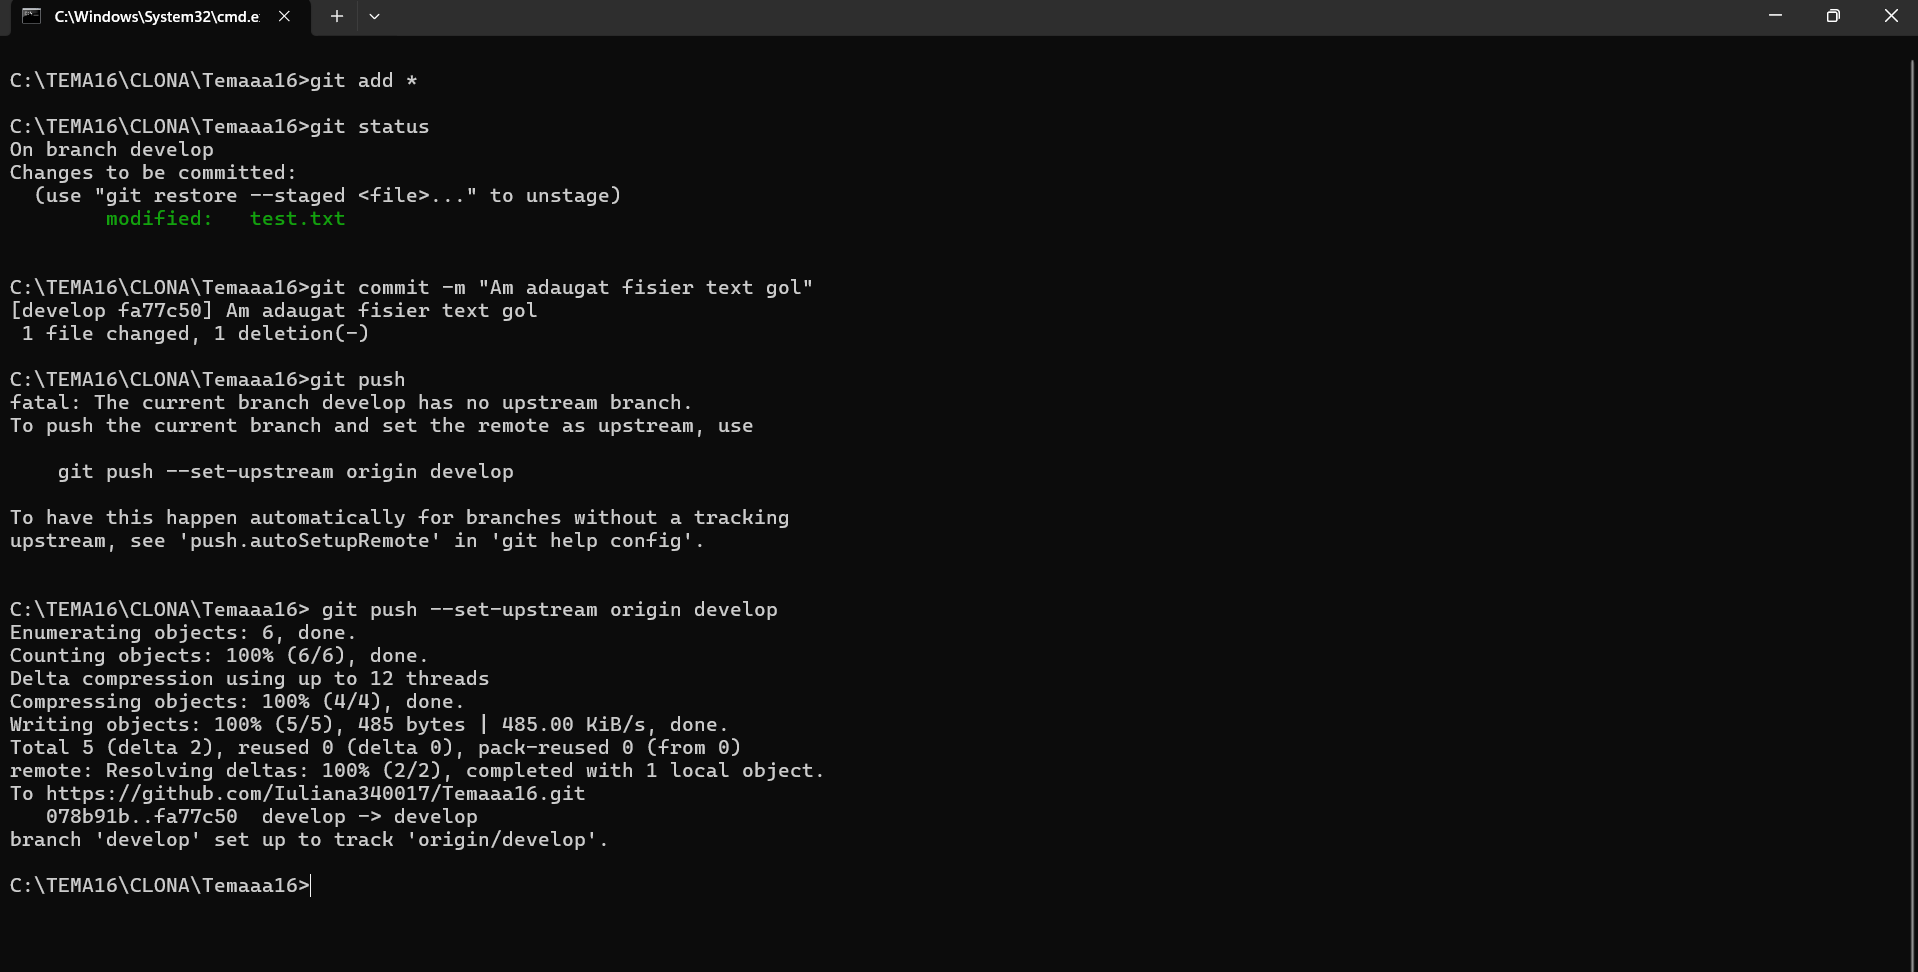 C:\Windows\System32\cmd.e
C:\TEMA16\CLONA\Temaaa16>git add *
C:\TEMA16\CLONA\Temaaa16>git status
On branch develop
Changes to be committed:
  (use "git restore --staged <file>..." to unstage)
        modified:   test.txt
C:\TEMA16\CLONA\Temaaa16>git commit -m "Am adaugat fisier text gol"
[develop fa77c50] Am adaugat fisier text gol
 1 file changed, 1 deletion(-)
C:\TEMA16\CLONA\Temaaa16>git push
fatal: The current branch develop has no upstream branch.
To push the current branch and set the remote as upstream, use
    git push --set-upstream origin develop
To have this happen automatically for branches without a tracking
upstream, see 'push.autoSetupRemote' in 'git help config'.
C:\TEMA16\CLONA\Temaaa16> git push --set-upstream origin develop
Enumerating objects: 6, done.
Counting objects: 100% (6/6), done.
Delta compression using up to 12 threads
Compressing objects: 100% (4/4), done.
Writing objects: 100% (5/5), 485 bytes | 485.00 KiB/s, done.
Total 5 (delta 2), reused 0 (delta 0), pack-reused 0 (from 0)
remote: Resolving deltas: 100% (2/2), completed with 1 local object.
To https://github.com/Iuliana340017/Temaaa16.git
   078b91b..fa77c50  develop -> develop
branch 'develop' set up to track 'origin/develop'.
C:\TEMA16\CLONA\Temaaa16>